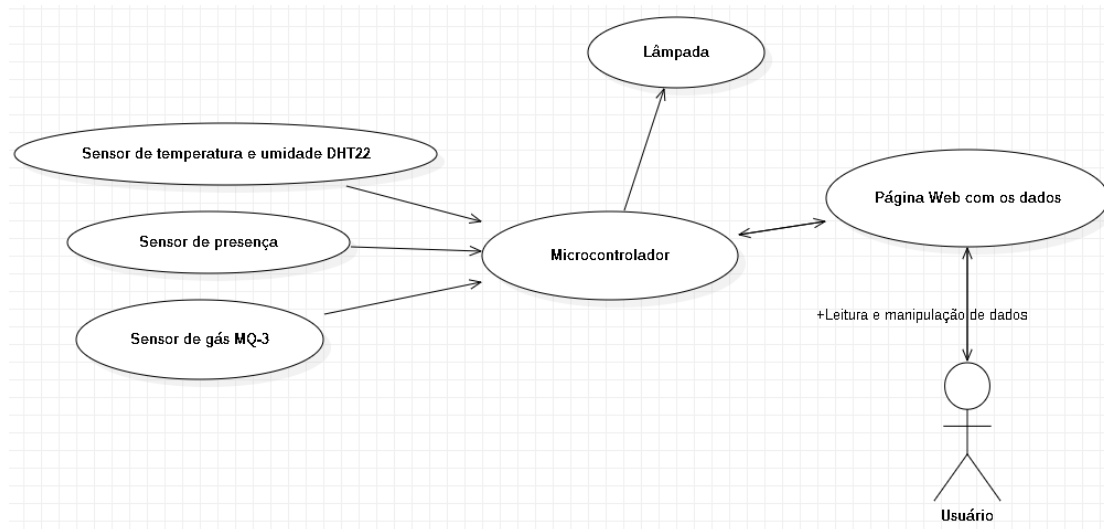 Lâmpada
Sensor de temperatura e umidade DHT22
Página Web com os dados
Sensor de presença
Microcontrolador
Sensor de gás MQ-3
+Leitura e manipulação de dados
Usuário